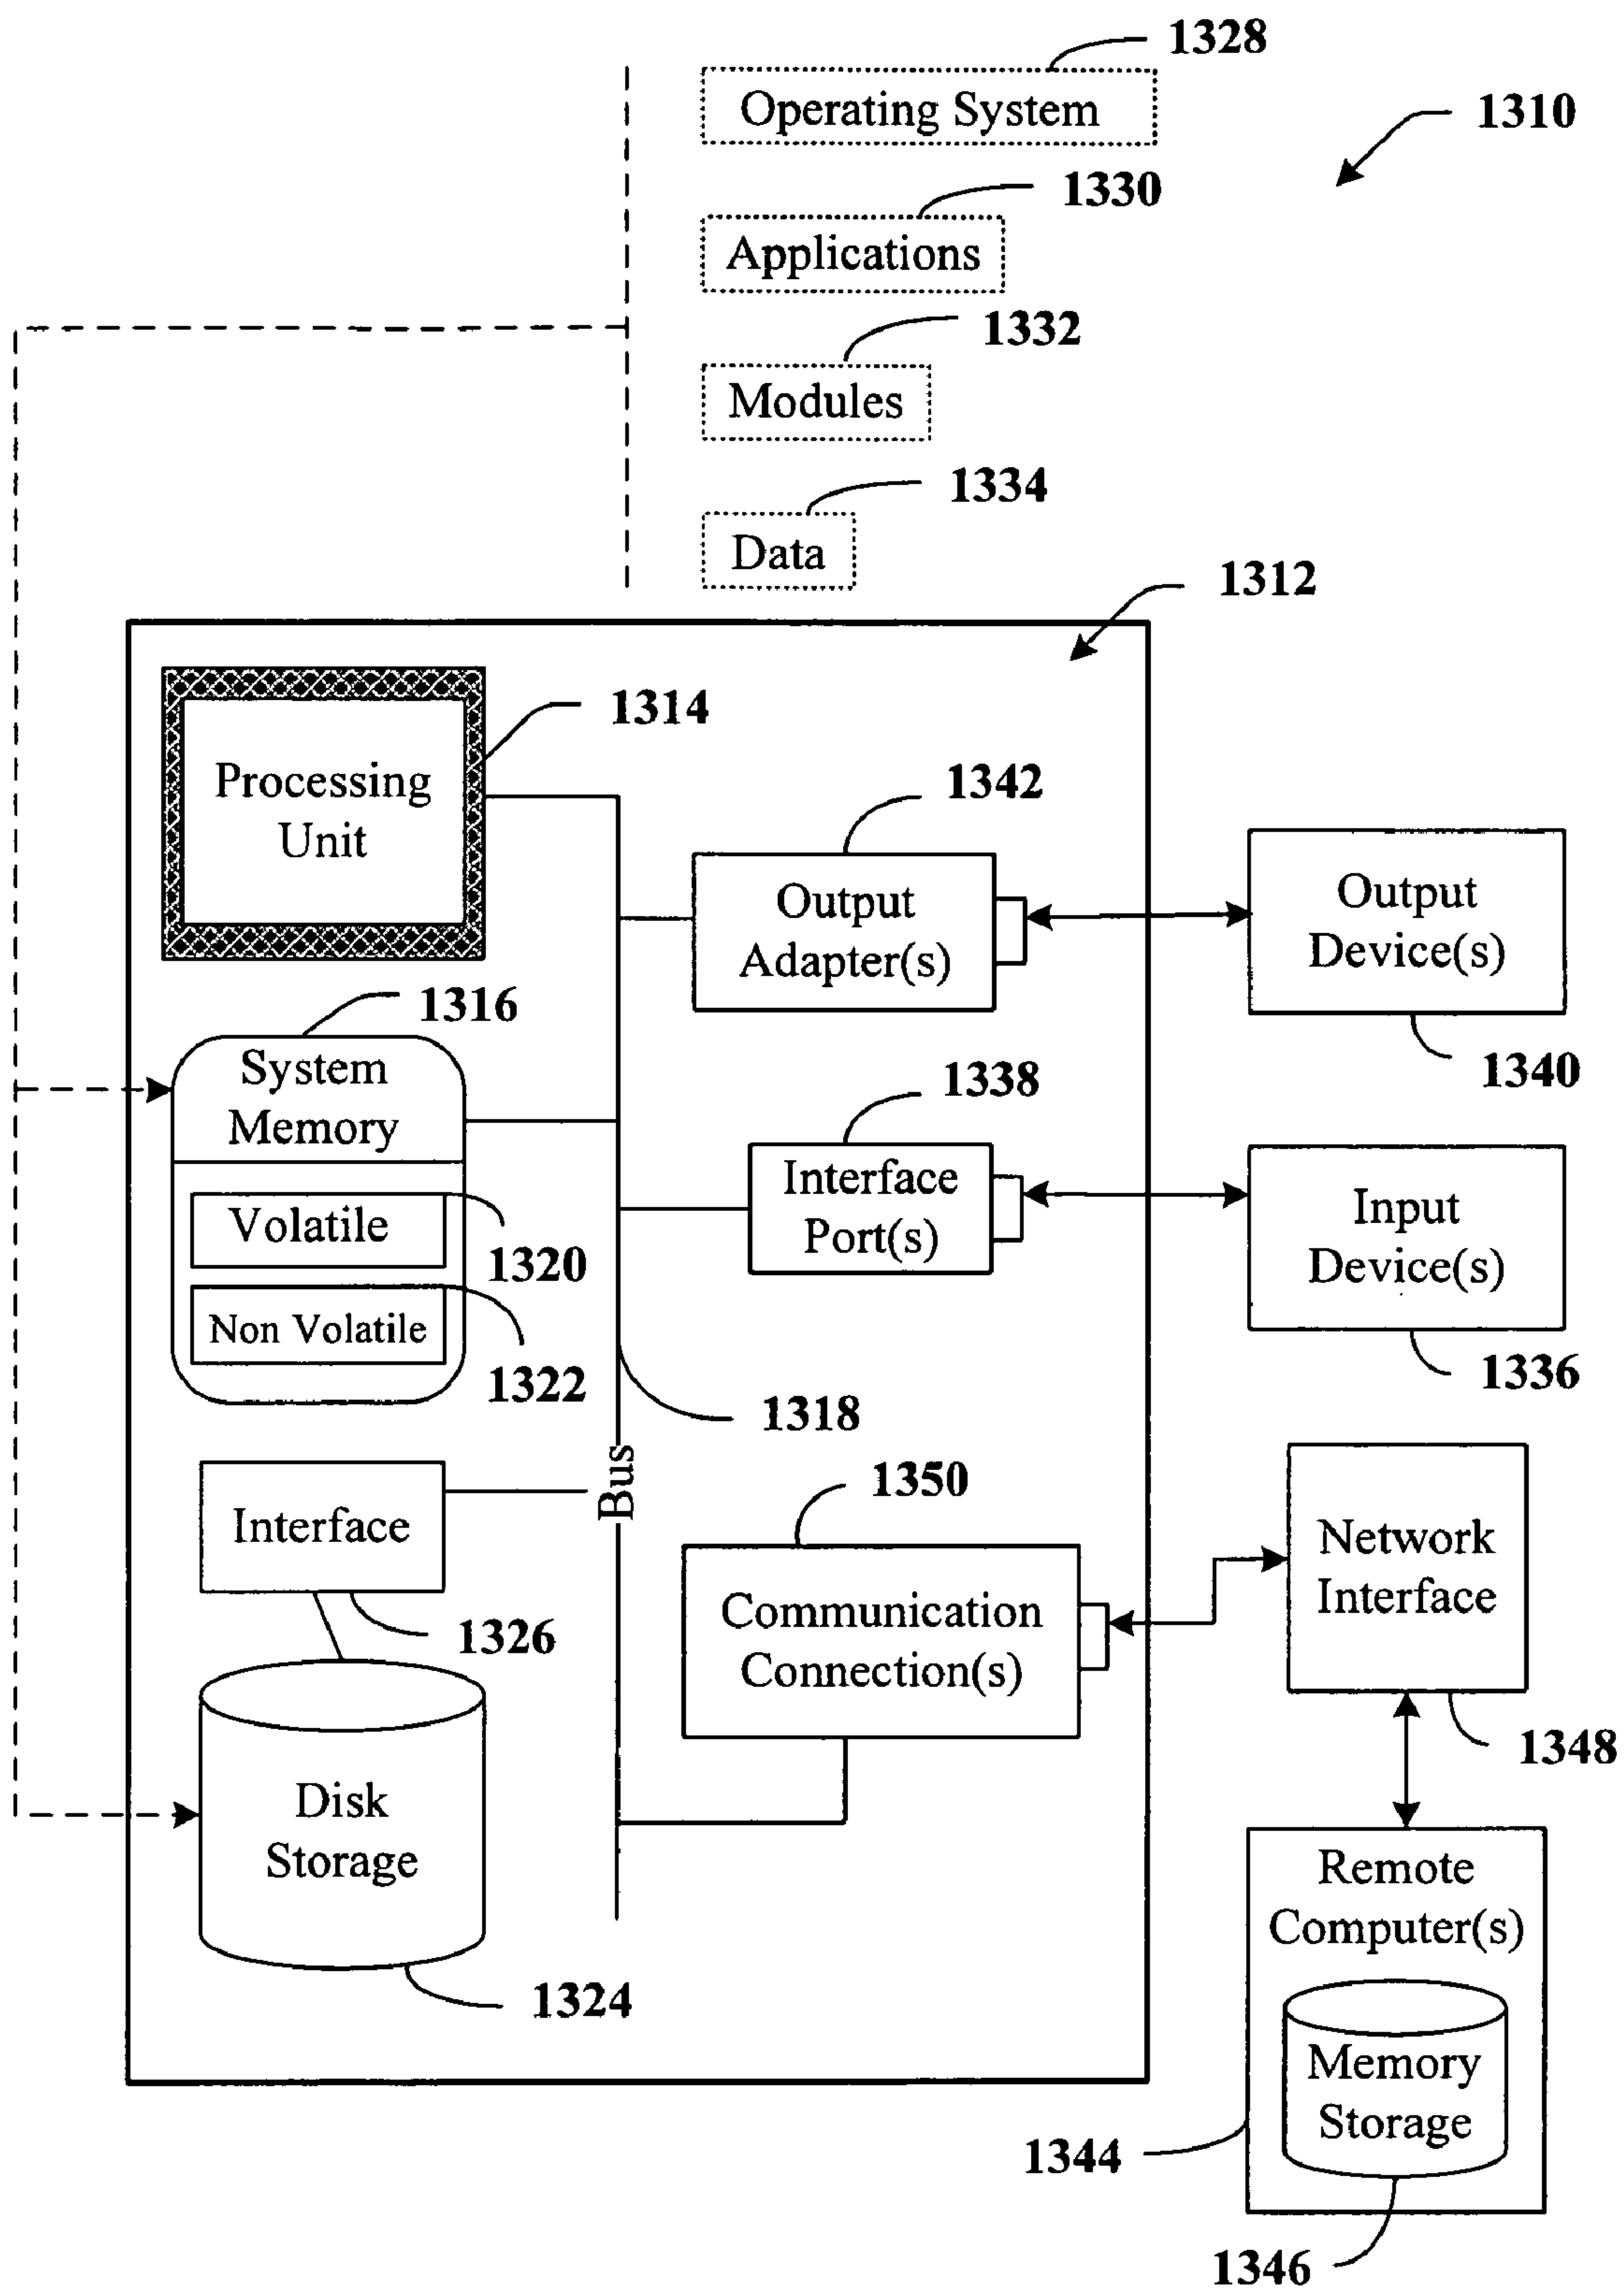 1328
Operating System
1310
1330
Applications
1332
Modules
1334
Data
1312
1314
Processing
Unit
1342
Output
Adapter(s)
Output
Device(s)
1340
1316
System
Memory
1338
Interface
Port(s)
Input
Device(s)
1336
Volatile
1320
Non Volatile
1322
1318
Bus
Interface
1326
1350
Communication
Connection(s)
Network
Interface
1348
Disk
Storage
1324
Remote
Computer(s)
Memory
Storage
1344
1346